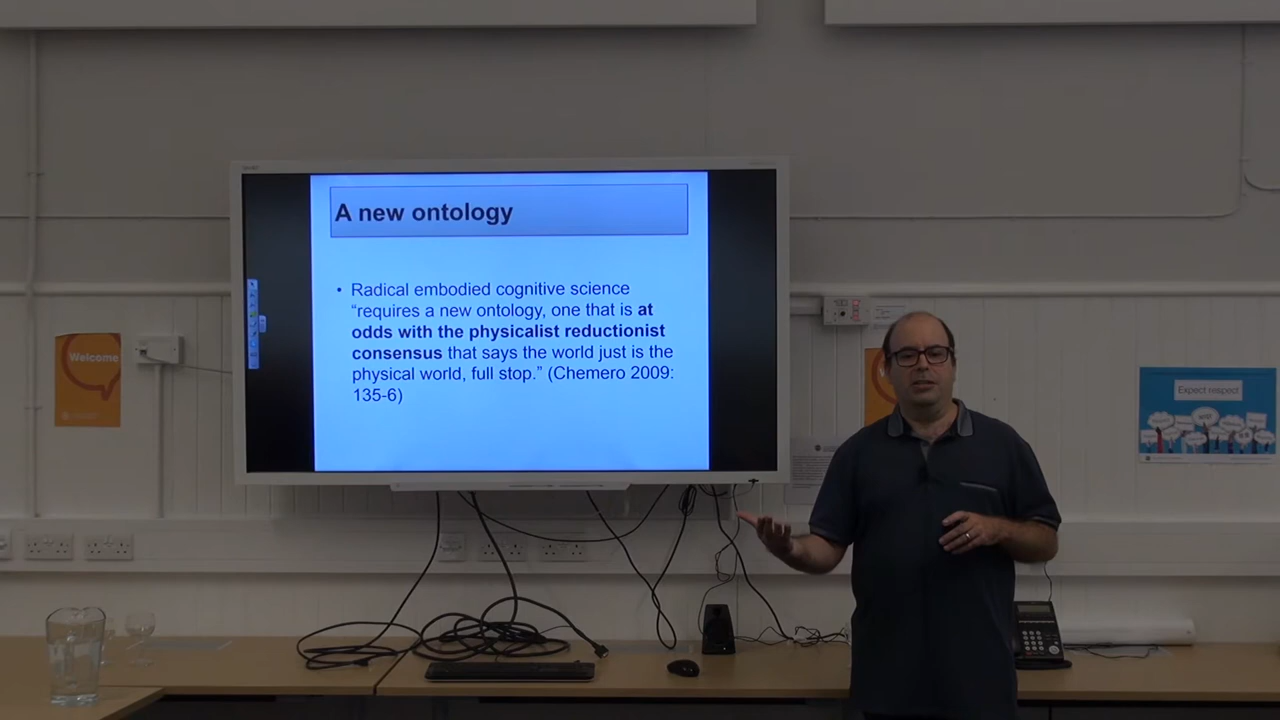 A new ontology
• Radical embodied cognitive science
“requires a new ontology, one that is at
odds with the physicalist reductionist
consensus that says the world just is the
physical world, full stop.” (Chemero 2009:
135-6)
Welcome
Expect respect